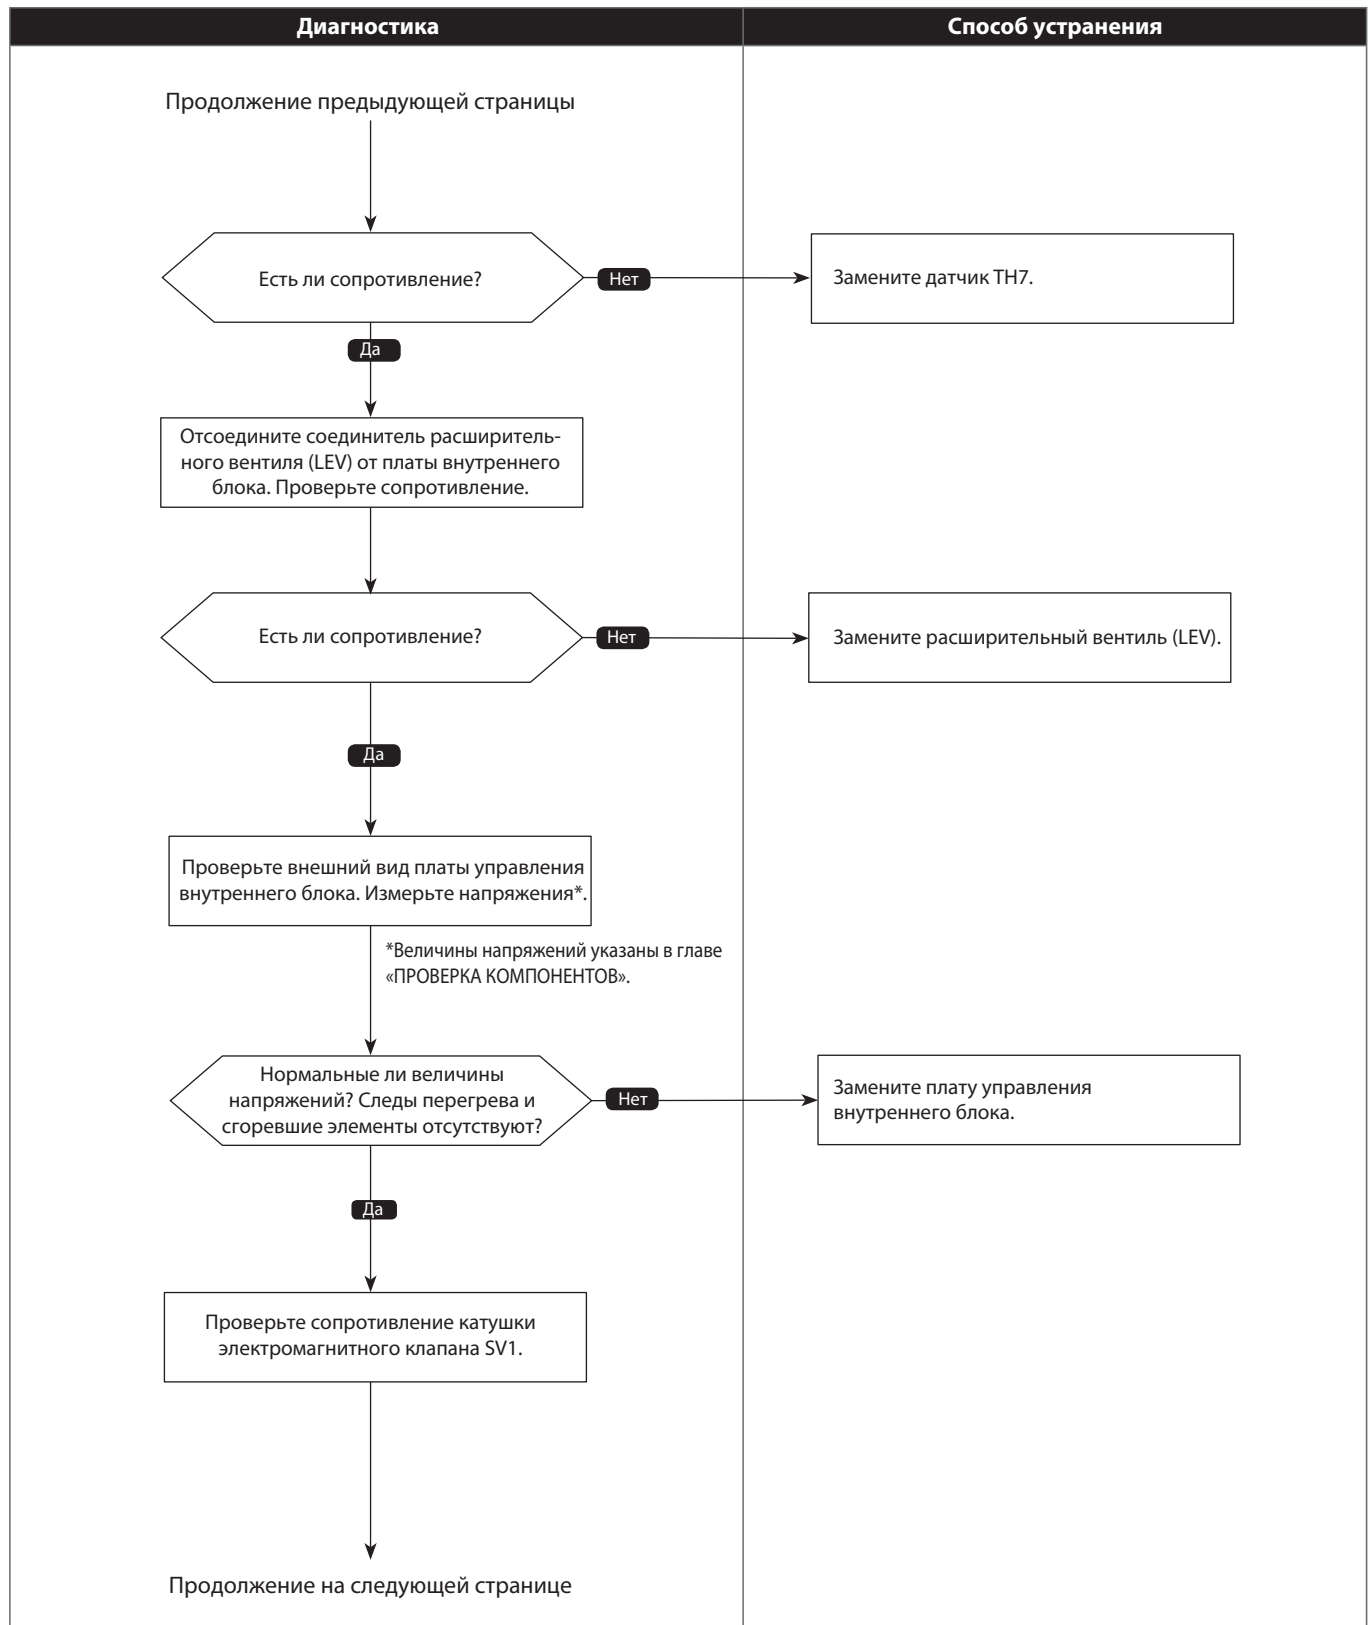 Диагностика
Способ устранения
Продолжение предыдущей страницы
Есть ли сопротивление?
Нет
Замените датчик TH7.
Да
Отсоедините соединитель расширитель-
ного вентиля (LEV) от платы внутреннего
блока. Проверьте сопротивление.
Есть ли сопротивление?
Нет
Замените расширительный вентиль (LEV).
Да
Проверьте внешний вид платы управления
внутреннего блока. Измерьте напряжения*.
*Величины напряжений указаны в главе
«ПРОВЕРКА КОМПОНЕНТОВ».
Нормальные ли величины
напряжений? Следы перегрева и
сгоревшие элементы отсутствуют?
Нет
Замените плату управления
внутреннего блока.
Да
Проверьте сопротивление катушки
электромагнитного клапана SV1.
Продолжение на следующей странице